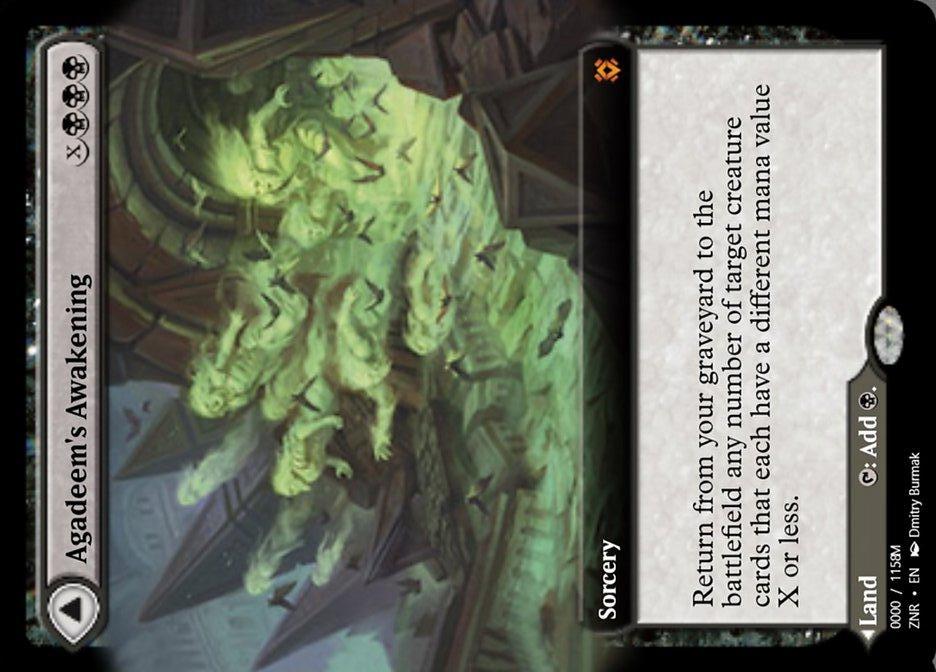 Agadeem's Awakening X
Sorcery
Return from your graveyard to the
battlefield any number of target creature
cards that each have a different mana value
X or less.
Land : Add .
0000 / 1158M
ZNR • EN Dmitry Burmak